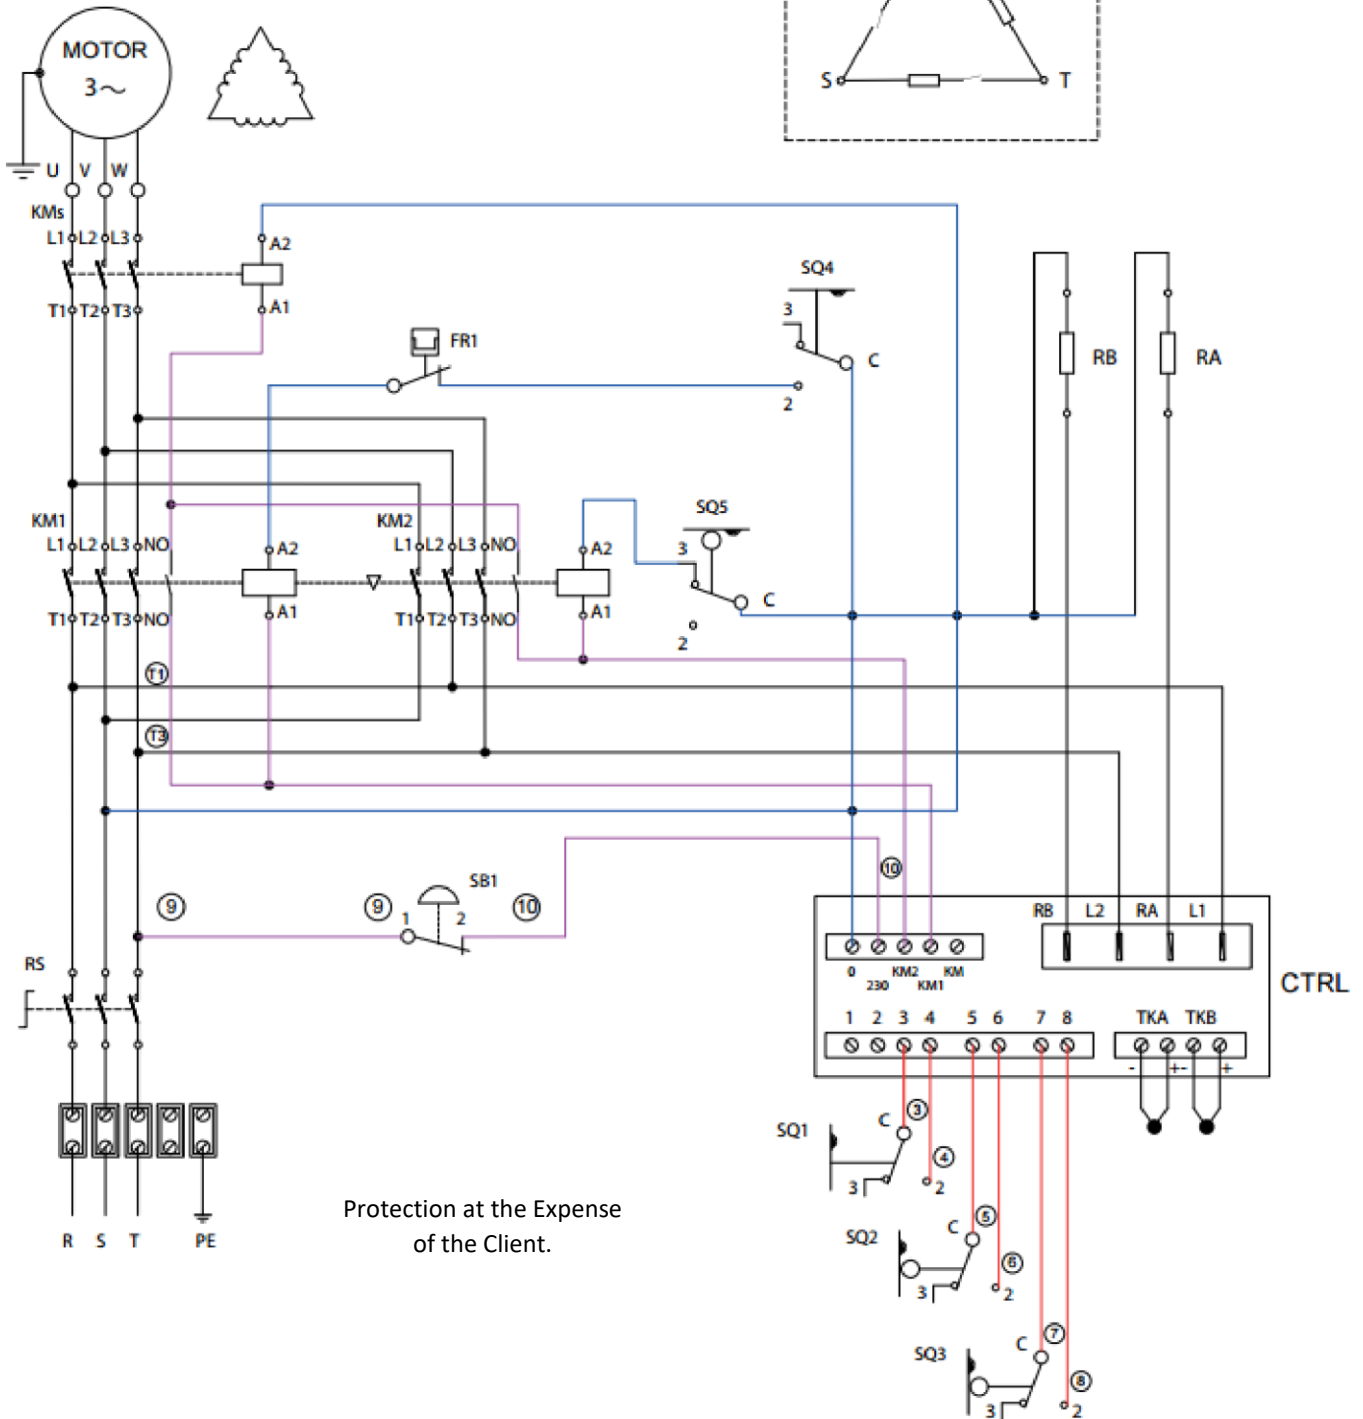 MOTOR
3~
S T
U V W
KMs
L1 L2 L3
A2
T1 T2 T3
A1
SQ4
3
C
2
FR1
RB
RA
KM1
L1 L2 L3 NO
A2
T1 T2 T3 NO
A1
KM2
L1 L2 L3 NO
A2
T1 T2 T3 NO
A1
SQ5
3
C
2
T1
T3
9
9
1
SB1
2
10
10
RS
RB L2 RA L1
0 230 KM2 KM1 KM
CTRL
1 2 3 4 5 6 7 8
TKA TKB
- + - +
SQ1
C
3
4
3
2
SQ2
C
5
6
3
2
SQ3
C
7
8
3
2
R S T PE
Protection at the Expense
of the Client.